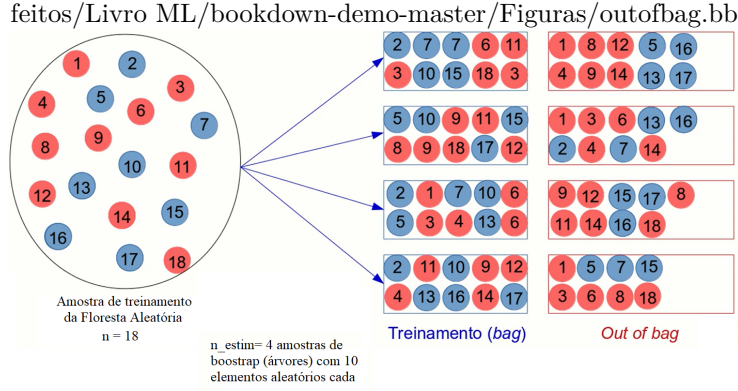 feitos/Livro ML/bookdown-demo-master/Figuras/outofbag.bb
1 2 3 4 5 6 7 8 9 10 11 12 13 14 15 16 17 18
2 7 7 6 11
3 10 15 18 3
1 8 12 5 16
4 9 14 13 17
5 10 9 11 15
8 9 18 17 12
1 3 6 13 16
2 4 7 14
2 1 7 10 6
5 3 4 13 6
9 12 15 17 8
11 14 16 18
2 11 10 9 12
4 13 16 14 17
1 5 7 15
3 6 8 18
Amostra de treinamento
da Floresta Aleatória
n = 18
Treinamento (bag)
Out of bag
n_estim= 4 amostras de
boostrap (árvores) com 10
elementos aleatórios cada